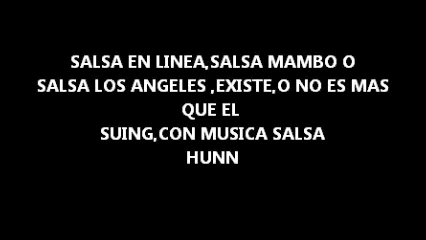 SALSA EN LINEA,SALSA MAMBO O
SALSA LOS ANGELES ,EXISTE,O NO ES MAS
QUE EL
SUING,CON MUSICA SALSA
HUNN